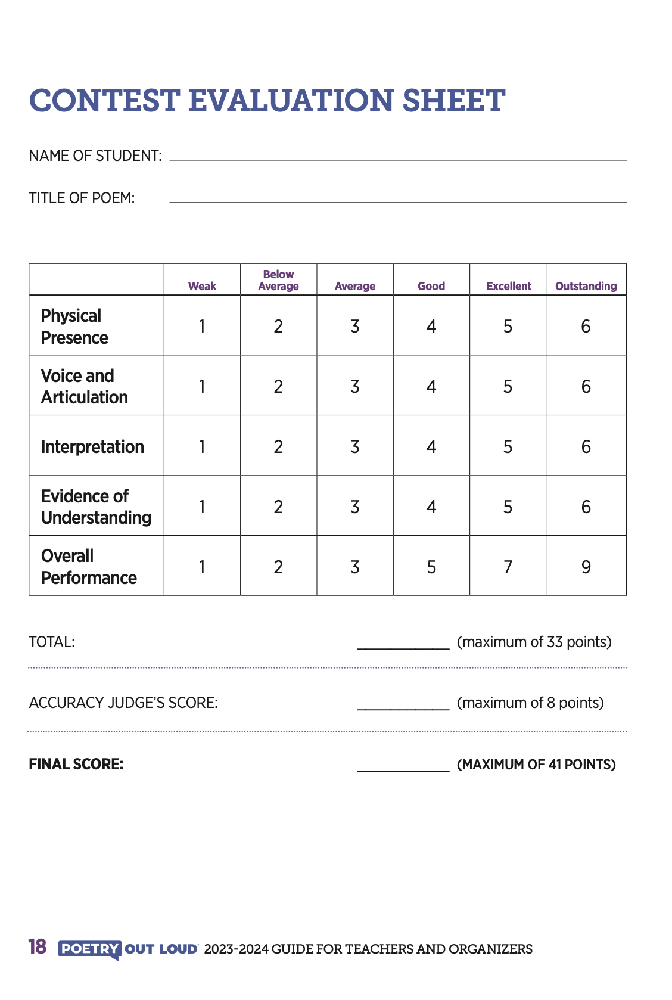 CONTEST EVALUATION SHEET
NAME OF STUDENT:
TITLE OF POEM:
Weak Below Average Average Good Excellent Outstanding
Physical Presence 1 2 3 4 5 6
Voice and Articulation 1 2 3 4 5 6
Interpretation 1 2 3 4 5 6
Evidence of Understanding 1 2 3 4 5 6
Overall Performance 1 2 3 5 7 9
TOTAL: ____________ (maximum of 33 points)
ACCURACY JUDGE'S SCORE: ____________ (maximum of 8 points)
FINAL SCORE: ____________ (MAXIMUM OF 41 POINTS)
18 POETRY OUT LOUD 2023-2024 GUIDE FOR TEACHERS AND ORGANIZERS